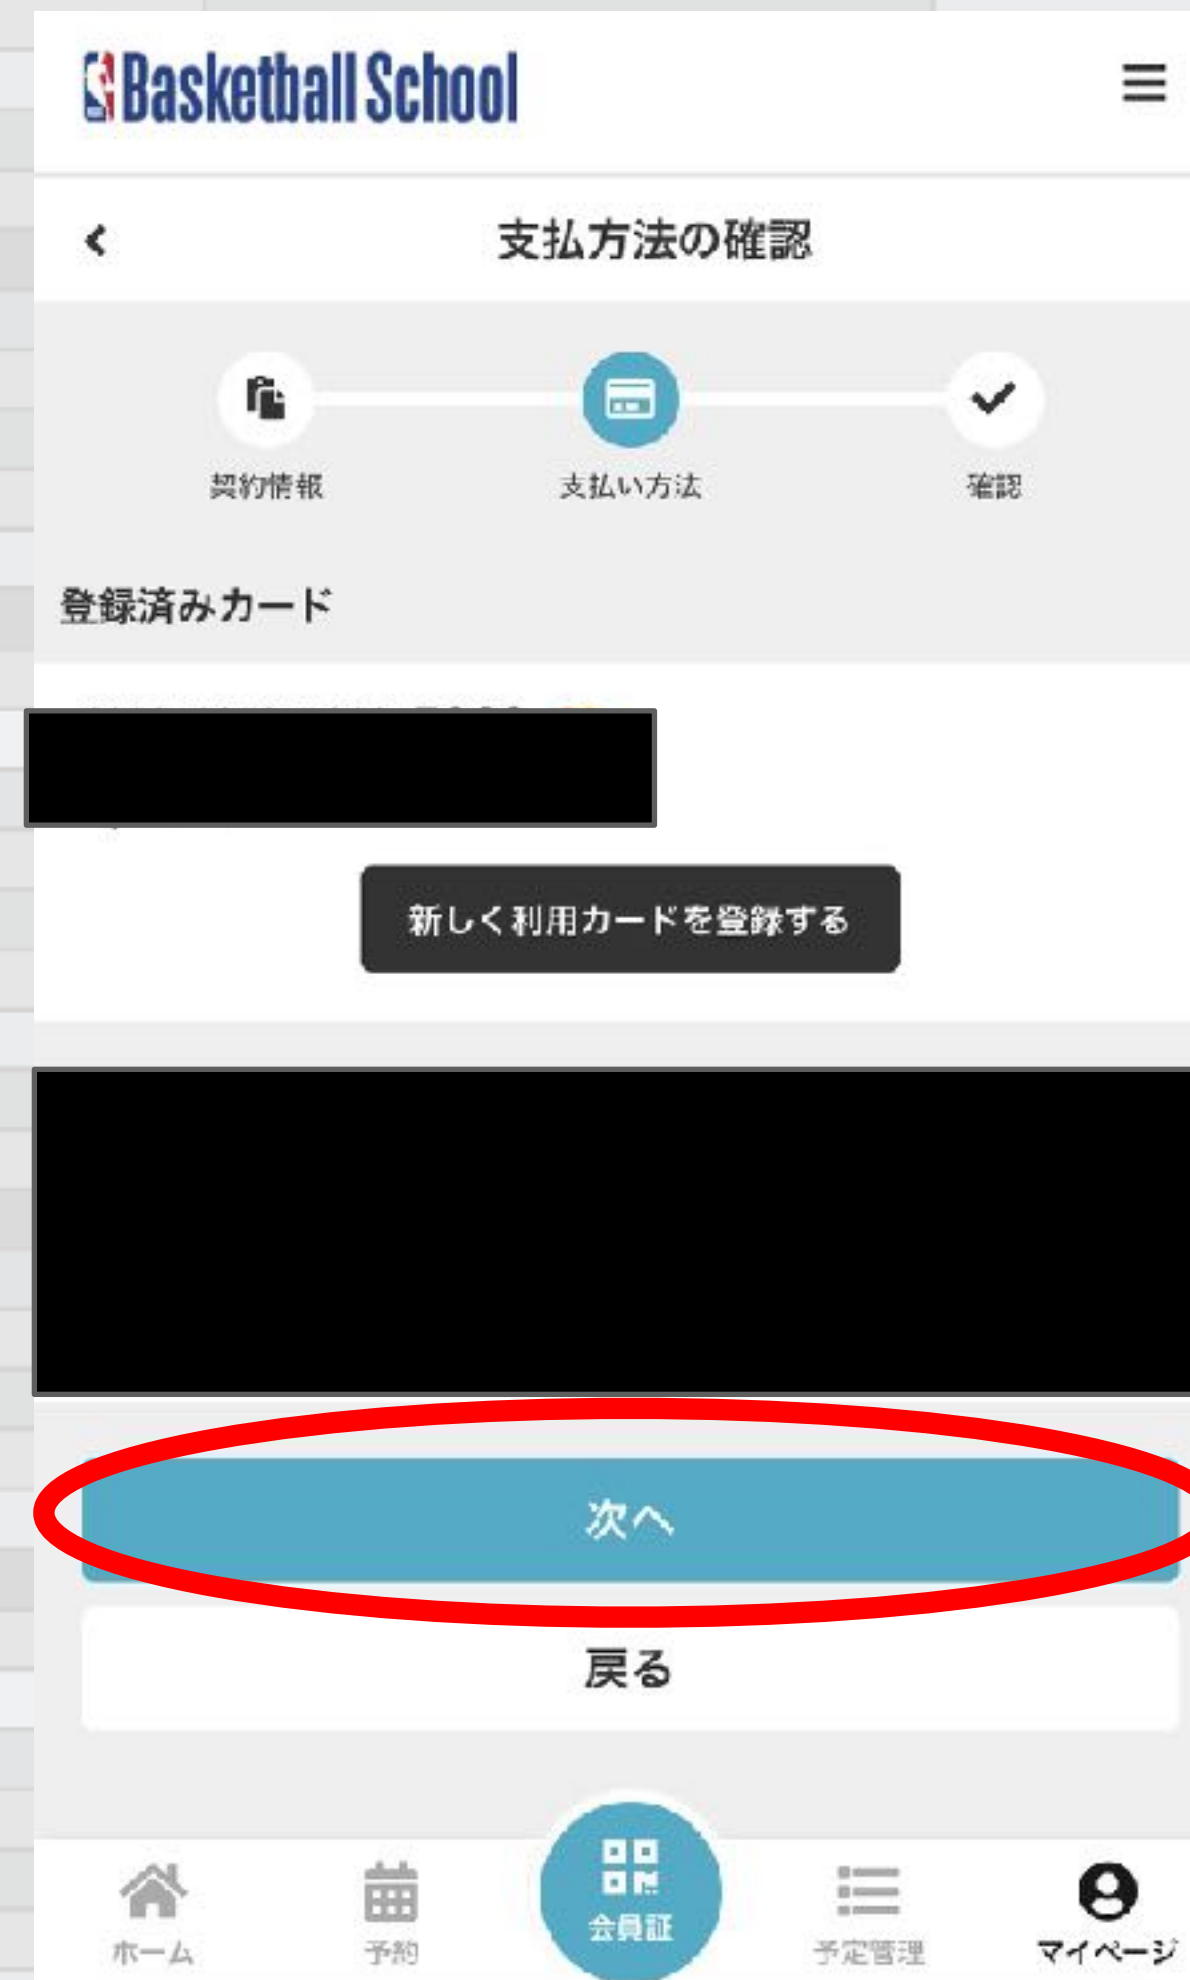 Basketball School
支払方法の確認
契約情報
支払い方法
確認
登録済みカード
新しく利用カードを登録する
次へ
戻る
ホーム
予約
会員証
予定管理
マイページ